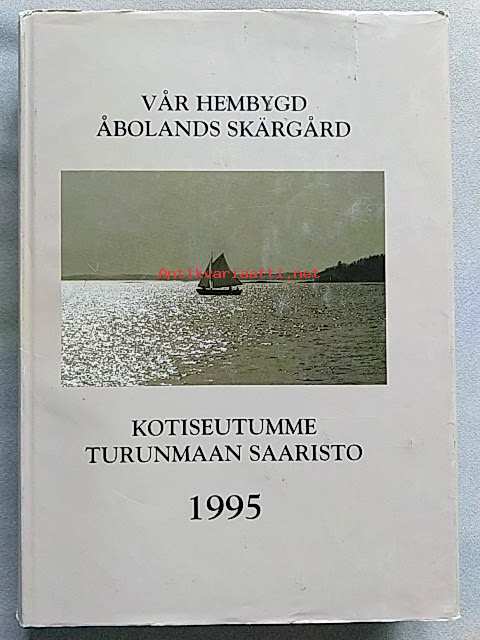 VÅR HEMBYGD
ÅBOLANDS SKÄRGÅRD
Antikvariaatti.net
KOTISEUTUMME
TURUNMAAN SAARISTO
1995